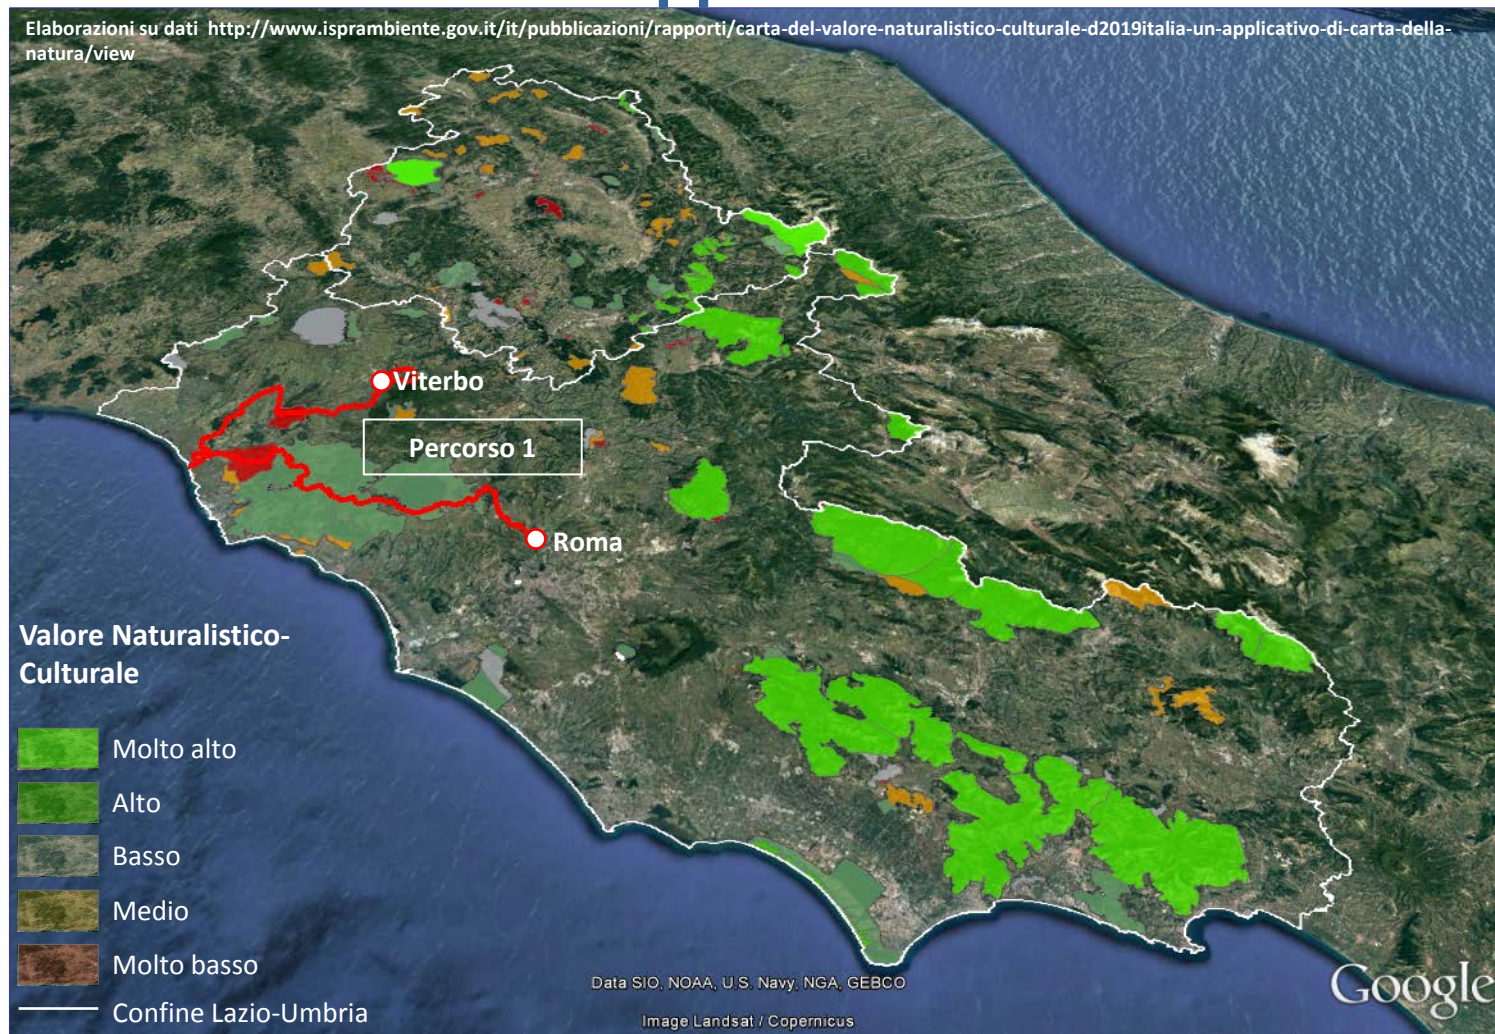 Elaborazioni su dati http://www.isprambiente.gov.it/it/pubblicazioni/rapporti/carta-del-valore-naturalistico-culturale-d2019italia-un-applicativo-di-carta-della-
natura/view
Viterbo
Percorso 1
Roma
Valore Naturalistico-
Culturale
Molto alto
Alto
Basso
Medio
Molto basso
Confine Lazio-Umbria
Data SIO, NOAA, U.S. Navy, NGA, GEBCO
Image Landsat / Copernicus
Google